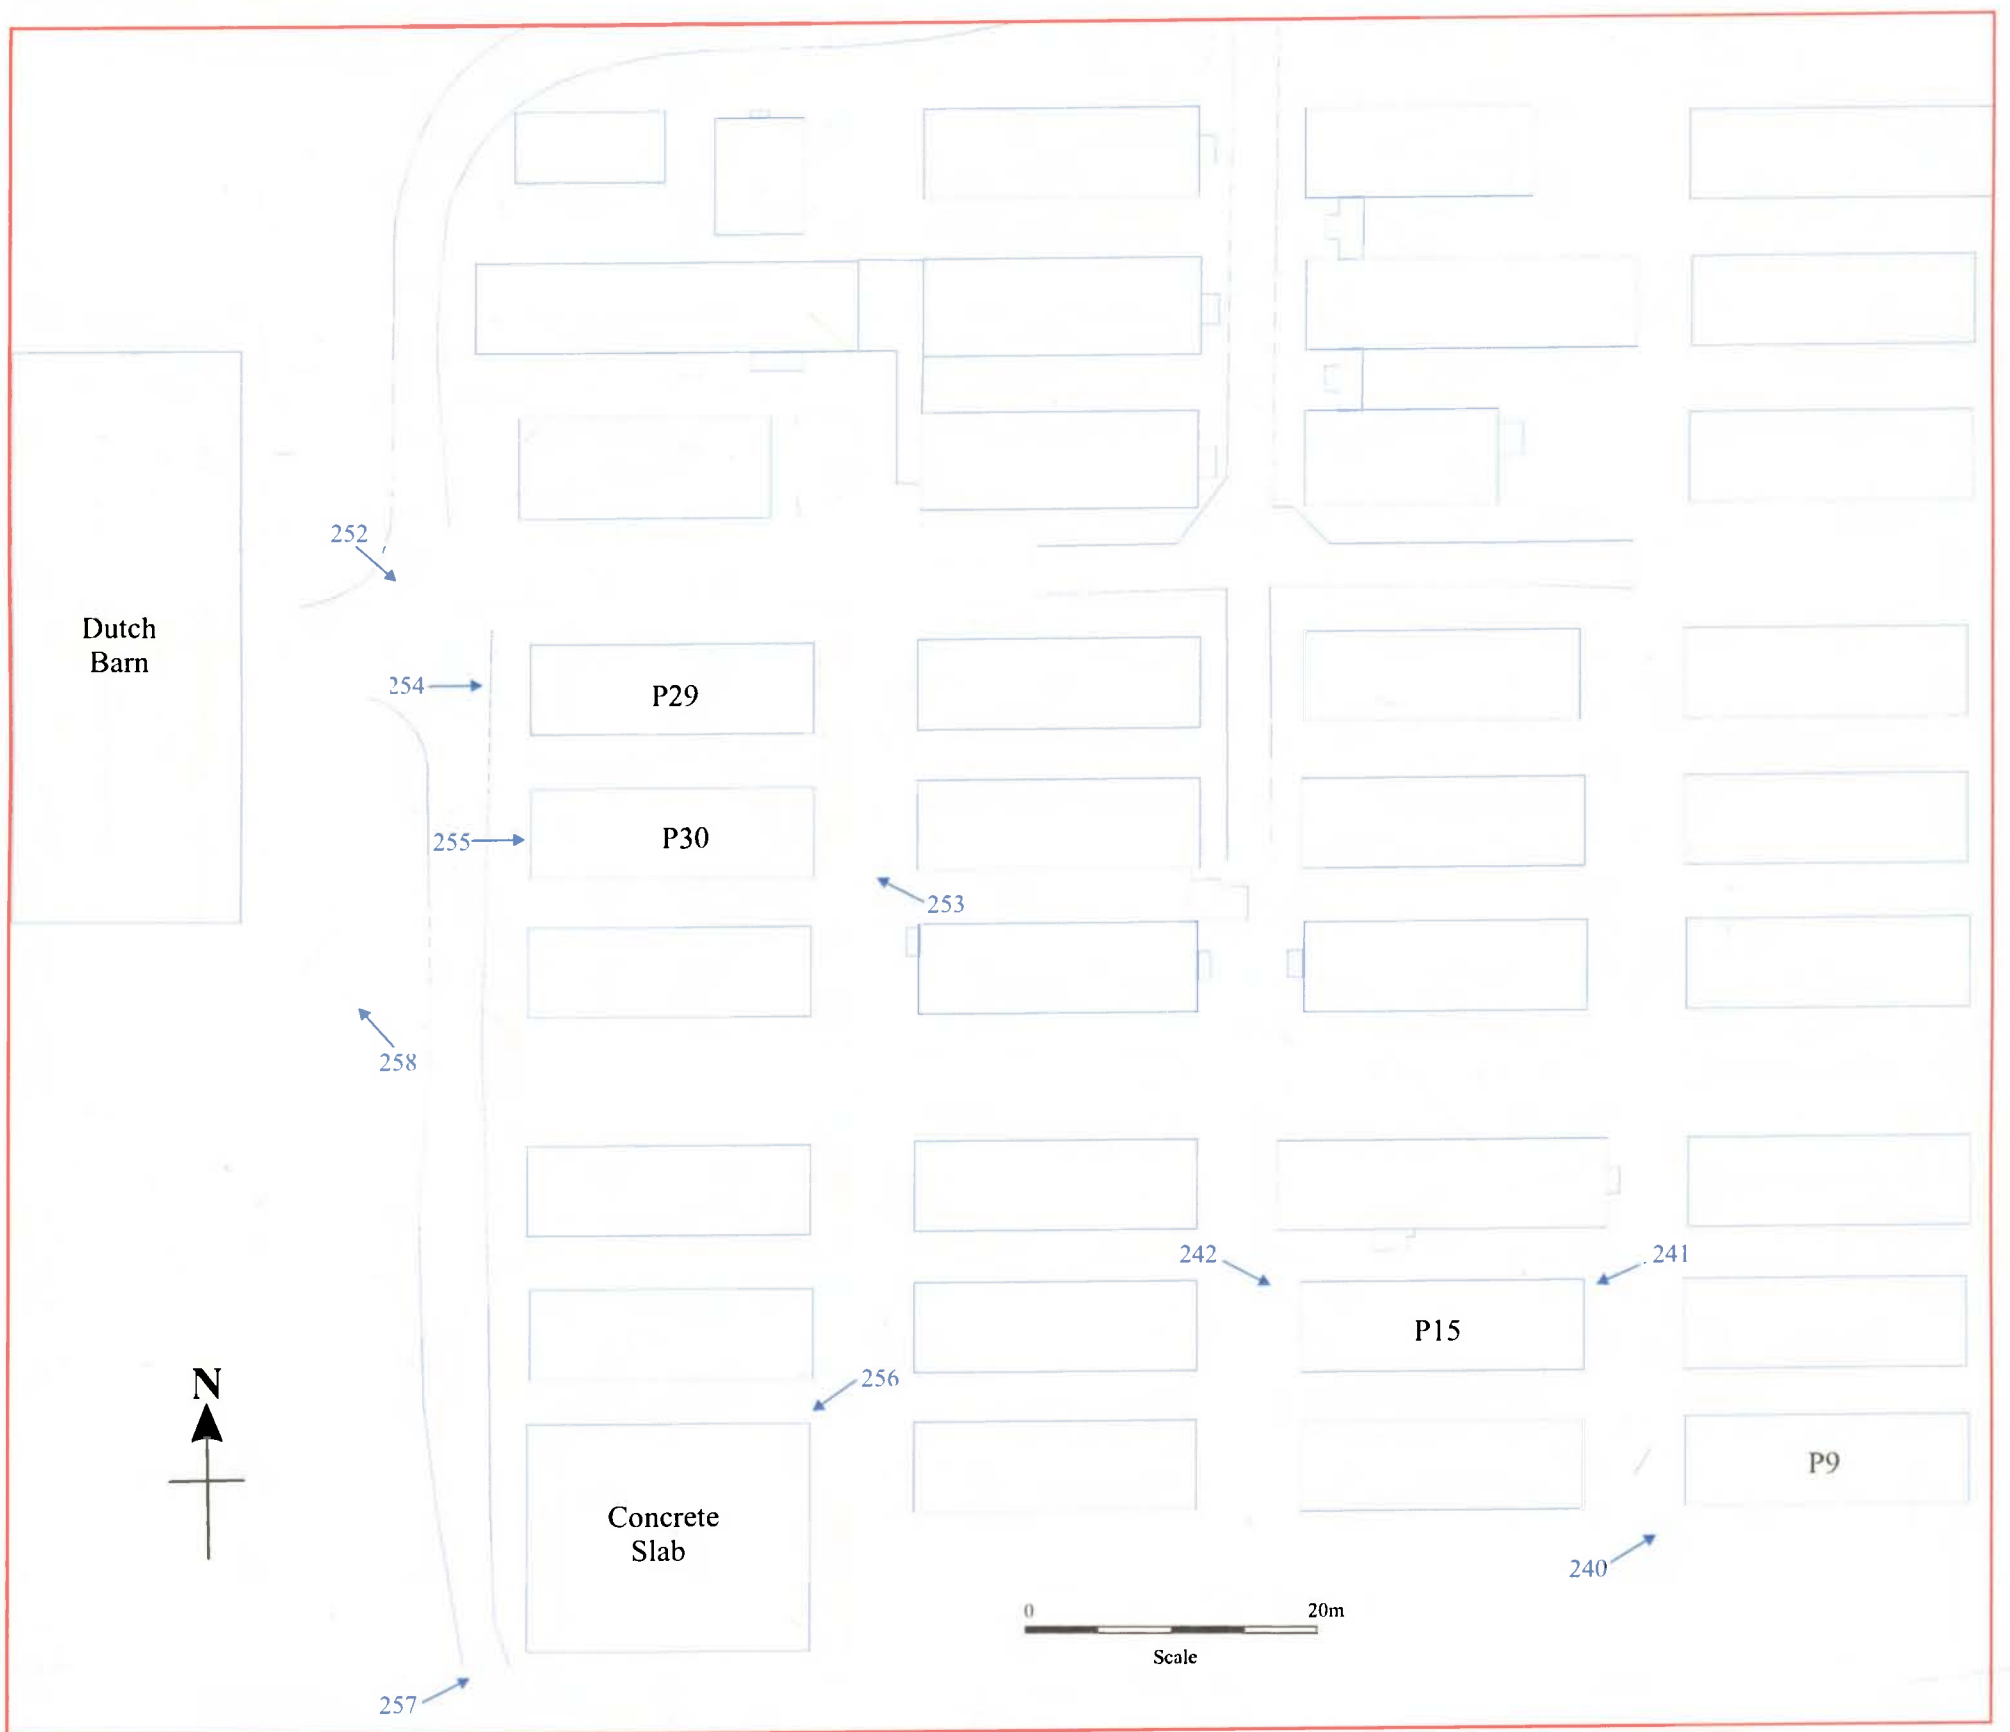 252
Dutch
Barn
254
P29
255
P30
253
258
242
241
P15
N
256
P9
Concrete
Slab
240
0
20m
Scale
257